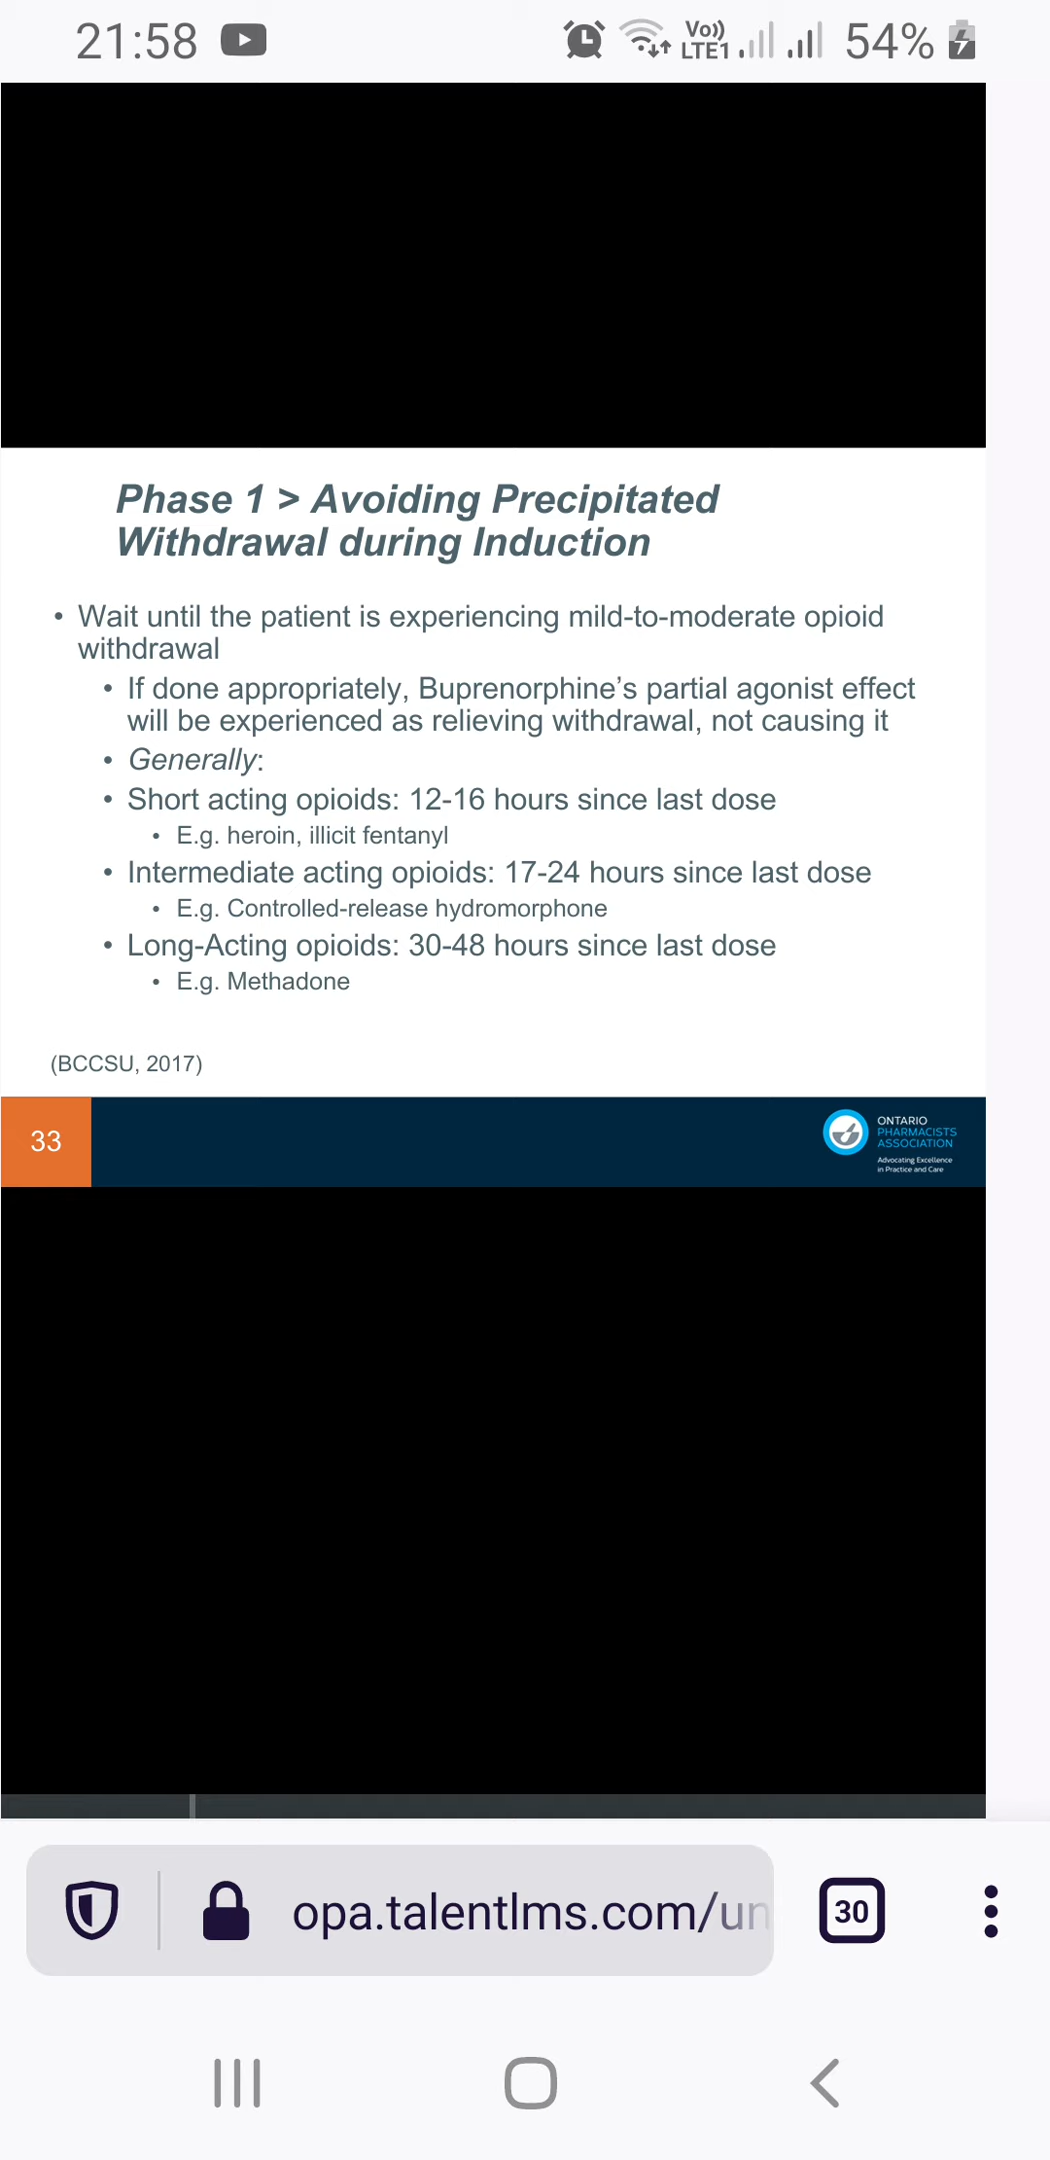 21:58
Vo))
LTE1
54%
Phase 1 > Avoiding Precipitated
Withdrawal during Induction
• Wait until the patient is experiencing mild-to-moderate opioid
withdrawal
• If done appropriately, Buprenorphine’s partial agonist effect
will be experienced as relieving withdrawal, not causing it
• Generally:
• Short acting opioids: 12-16 hours since last dose
• E.g. heroin, illicit fentanyl
• Intermediate acting opioids: 17-24 hours since last dose
• E.g. Controlled-release hydromorphone
• Long-Acting opioids: 30-48 hours since last dose
• E.g. Methadone
(BCCSU, 2017)
33
ONTARIO
PHARMACISTS
ASSOCIATION
Advocating Excellence
in Practice and Care
opa.talentlms.com/un
30